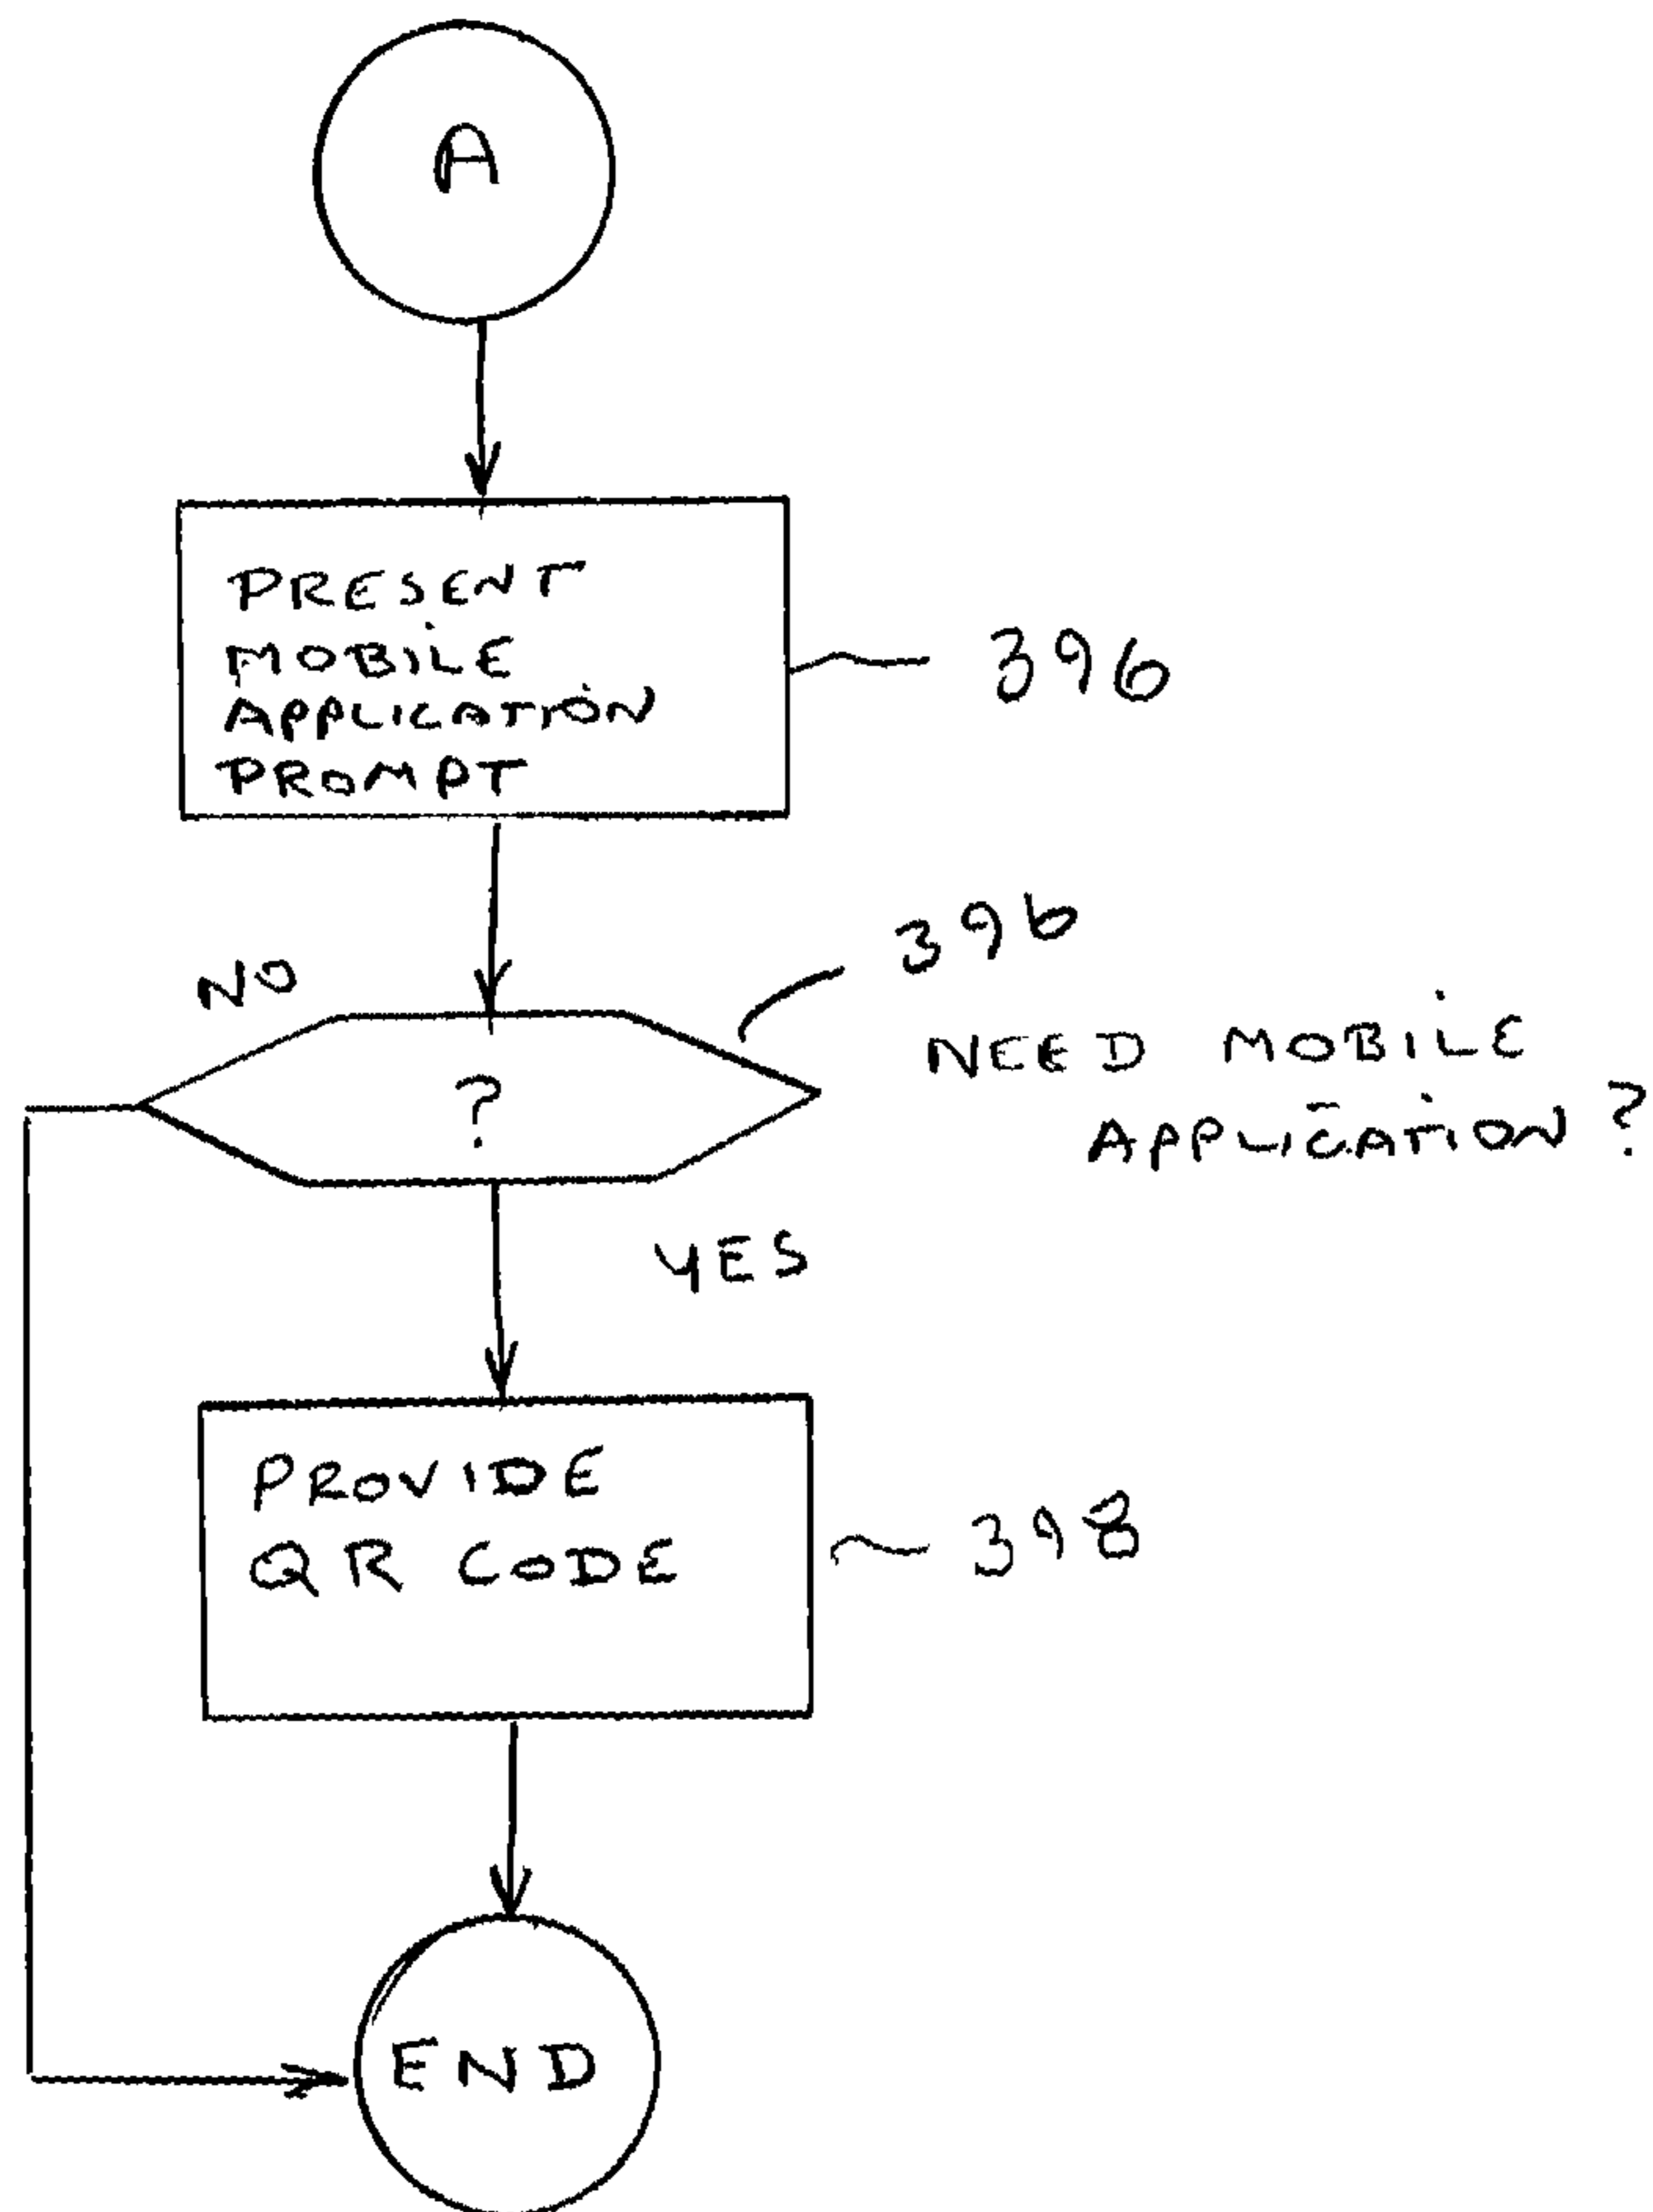 A
PRESENT
MOBILE
APPLICATION
PROMPT
396
NO
396
?
NEED MOBILE
APPLICATION ?
YES
PROVIDE
QR CODE
398
END